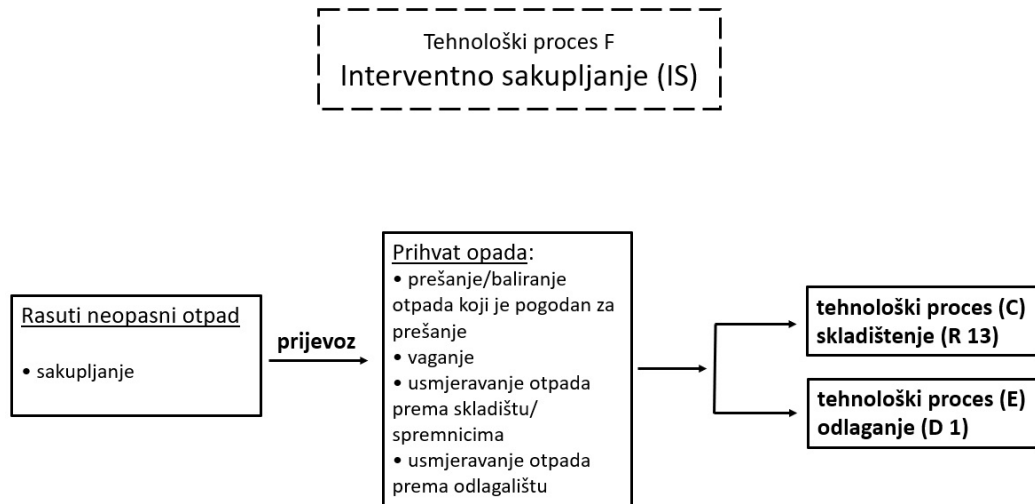 Tehnološki proces F
Interventno sakupljanje (IS)
Rasuti neopasni otpad
• sakupljanje
prijevoz
Prihvat opada:
• prešanje/baliranje
otpada koji je pogodan za
prešanje
• vaganje
• usmjeravanje otpada
prema skladištu/
spremnicima
• usmjeravanje otpada
prema odlagalištu
tehnološki proces (C)
skladištenje (R 13)
tehnološki proces (E)
odlaganje (D 1)